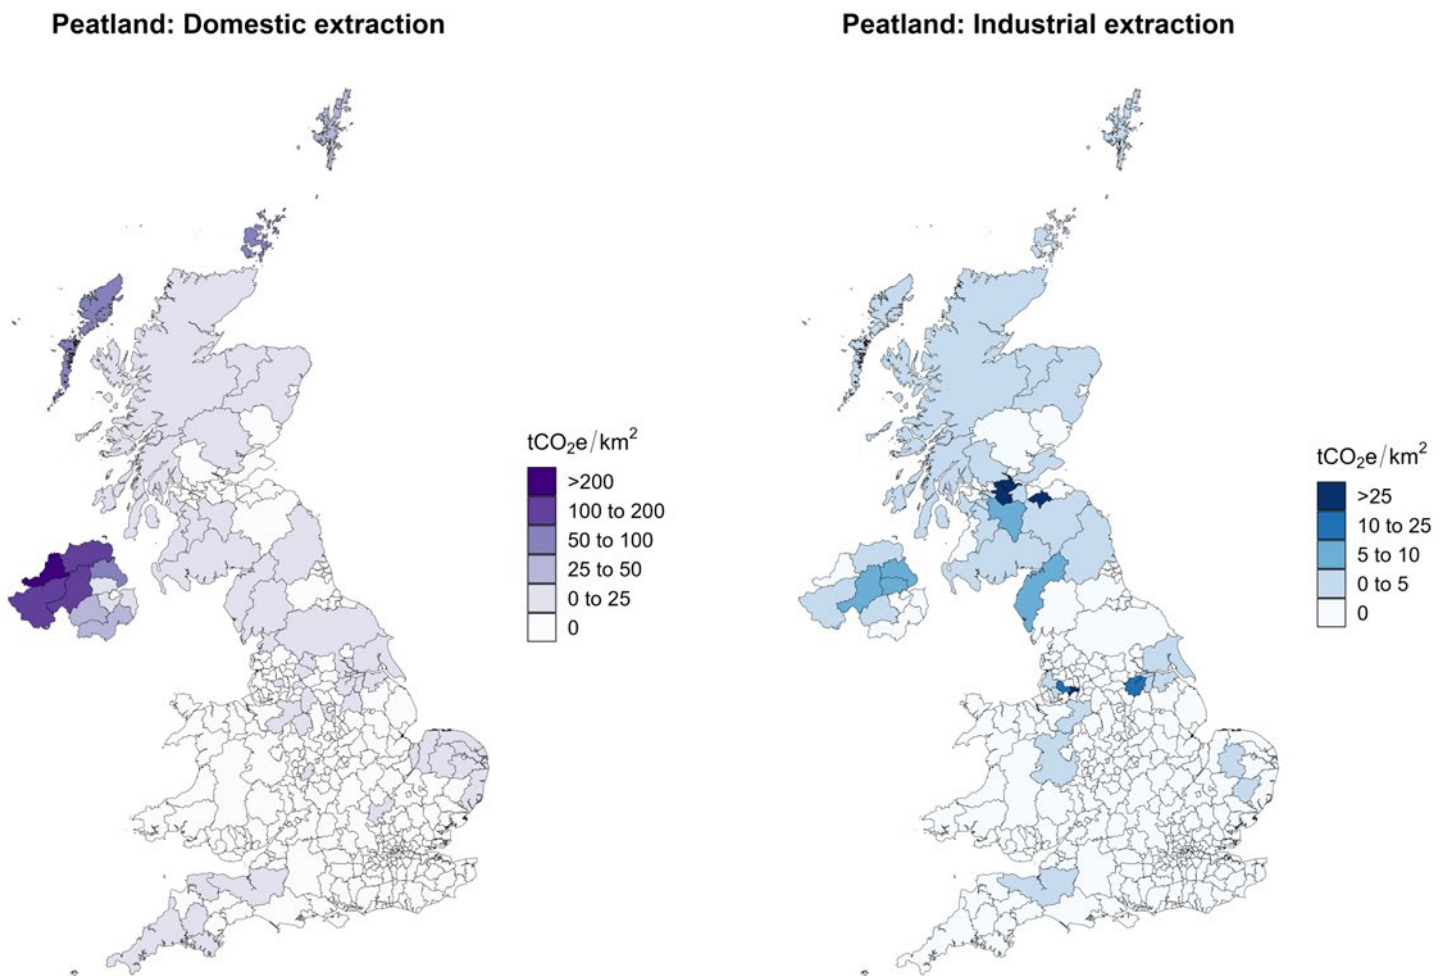 Peatland: Domestic extraction
Peatland: Industrial extraction
tCO₂e/km²
>200
100 to 200
50 to 100
25 to 50
0 to 25
0
tCO₂e/km²
>25
10 to 25
5 to 10
0 to 5
0